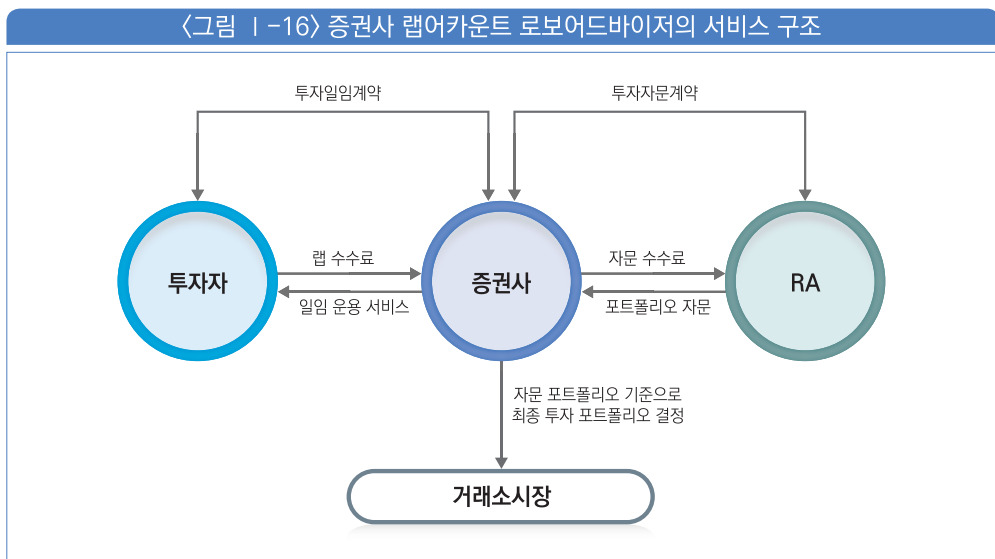 〈그림 Ⅰ-16〉 증권사 랩어카운트 로보어드바이저의 서비스 구조
투자일임계약
투자자문계약
투자자
랩 수수료
일임 운용 서비스
증권사
자문 수수료
포트폴리오 자문
RA
자문 포트폴리오 기준으로
최종 투자 포트폴리오 결정
거래소시장